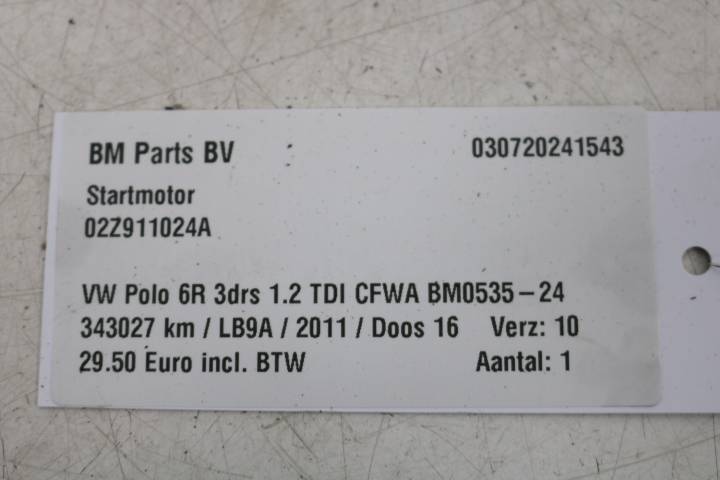 BM Parts BV 030720241543
Startmotor
02Z911024A
VW Polo 6R 3drs 1.2 TDI CFWA BM0535-24
343027 km / LB9A / 2011 / Doos 16 Verz: 10
29.50 Euro incl. BTW Aantal: 1